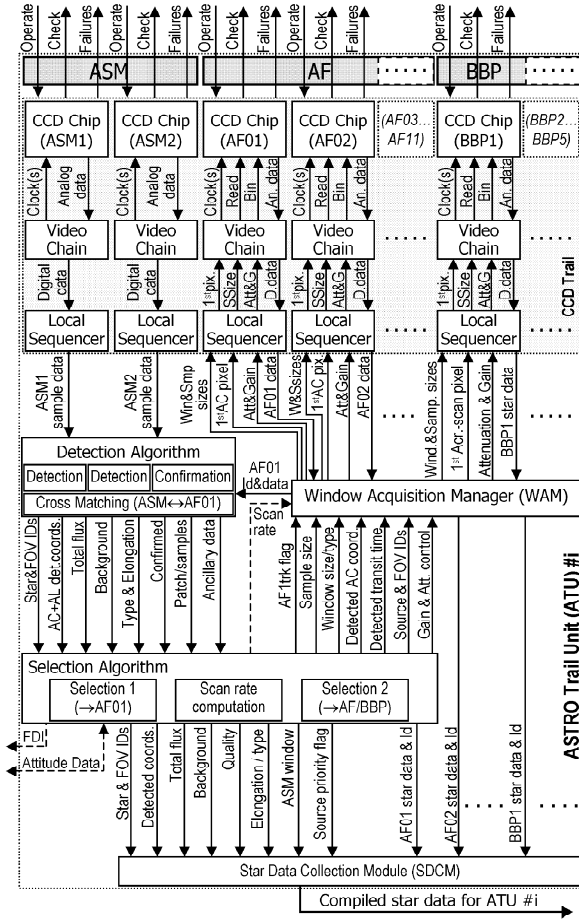 Operate
Check
Failures
Operate
Check
Failures
Operate
Check
Failures
Operate
Check
Failures
Operate
Check
Failures
ASM
AF
.....
BBP
.....
CCD Chip
(ASM1)
CCD Chip
(ASM2)
CCD Chip
(AF01)
CCD Chip
(AF02)
(AF03...
AF11)
CCD Chip
(BBP1)
(BBP2...
BBP5)
Clock(s)
Analog
data
Clock(s)
Analog
data
Clock(s)
Read
Bin
An. data
Clock(s)
Read
Bin
An. data
Clock(s)
Read
Bin
An. data
Video
Chain
Video
Chain
Video
Chain
Video
Chain
.....
Video
Chain
.....
Digital
data
Digital
data
1stpix.
SSize
Att&G
D.data
1stpix.
SSize
Att&G
D.data
1stpix.
SSize
Att&G
D.data
CCD Trail
Local
Sequencer
Local
Sequencer
Local
Sequencer
Local
Sequencer
.....
Local
Sequencer
.....
ASM1
sample data
ASM2
sample data
Win&Smp
sizes
1stAC pixel
Att&Gain
AF01 data
W&Ssizes
1stAC pix.
Att&Gain
AF02 data
.....
Wind.&Samp. sizes
1st Acr.-scan pixel
Attenuation & Gain
BBP1 star data
.....
Detection Algorithm
Detection
Detection
Confirmation
Cross Matching (ASM↔AF01)
AF01
Id&data
Scan
rate
Window Acquisition Manager (WAM)
Star&FOV IDs
AC+AL det.coords.
Total flux
Background
Type & Elongation
Confirmed
Patch/samples
Ancillary data
AF1trk flag
Sample size
Window size/type
Detected AC coord.
Detected transit time
Source & FOV IDs
Gain & Att. control
Selection Algorithm
Selection 1
(→AF01)
Scan rate
computation
Selection 2
(→AF/BBP)
FDI
Attitude Data
Star & FOV IDs
Detected coords.
Total flux
Background
Quality
Elongation / type
ASM window
Source priority flag
AF01 star data & Id
AF02 star data & Id
.....
BBP1 star data & Id
.....
ASTRO Trail Unit (ATU) #i
Star Data Collection Module (SDCM)
Compiled star data for ATU #i